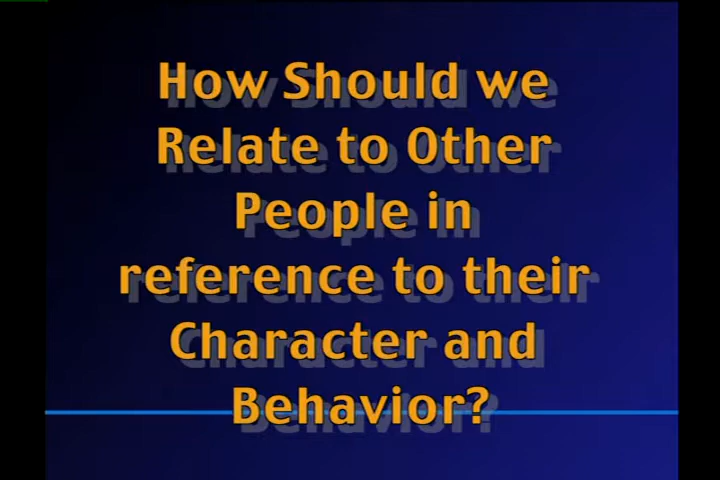 How Should we
Relate to Other
People in
reference to their
Character and
Behavior?